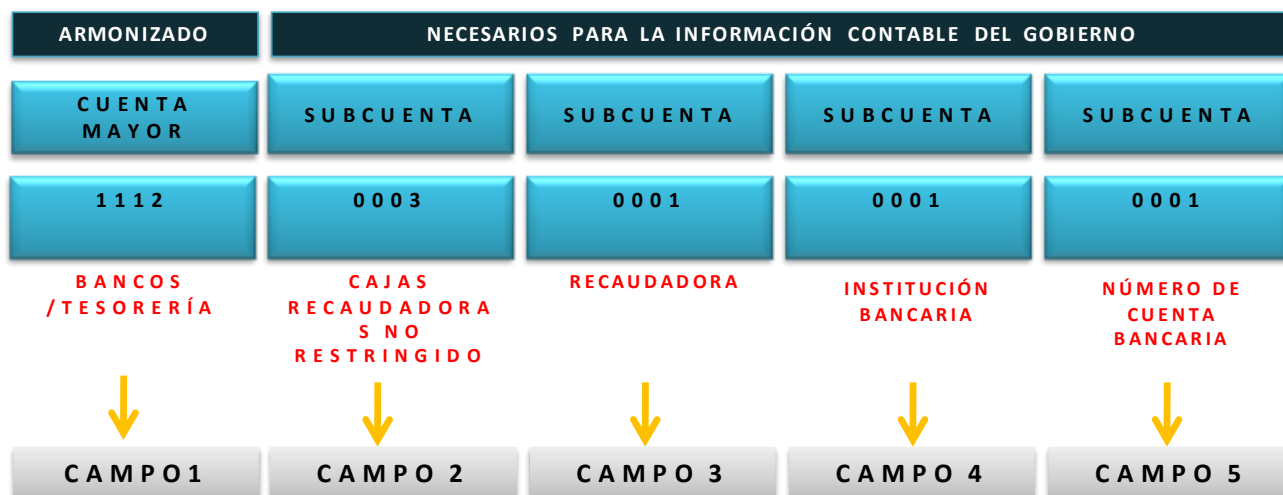 ARMONIZADO
NECESARIOS PARA LA INFORMACIÓN CONTABLE DEL GOBIERNO
CUENTA
MAYOR
SUBCUENTA
SUBCUENTA
SUBCUENTA
SUBCUENTA
1112
0003
0001
0001
0001
BANCOS
/TESORERÍA
CAJAS
RECAUDADORA
S NO
RESTRINGIDO
RECAUDADORA
INSTITUCIÓN
BANCARIA
NÚMERO DE
CUENTA
BANCARIA
CAMPO1
CAMPO 2
CAMPO 3
CAMPO 4
CAMPO 5